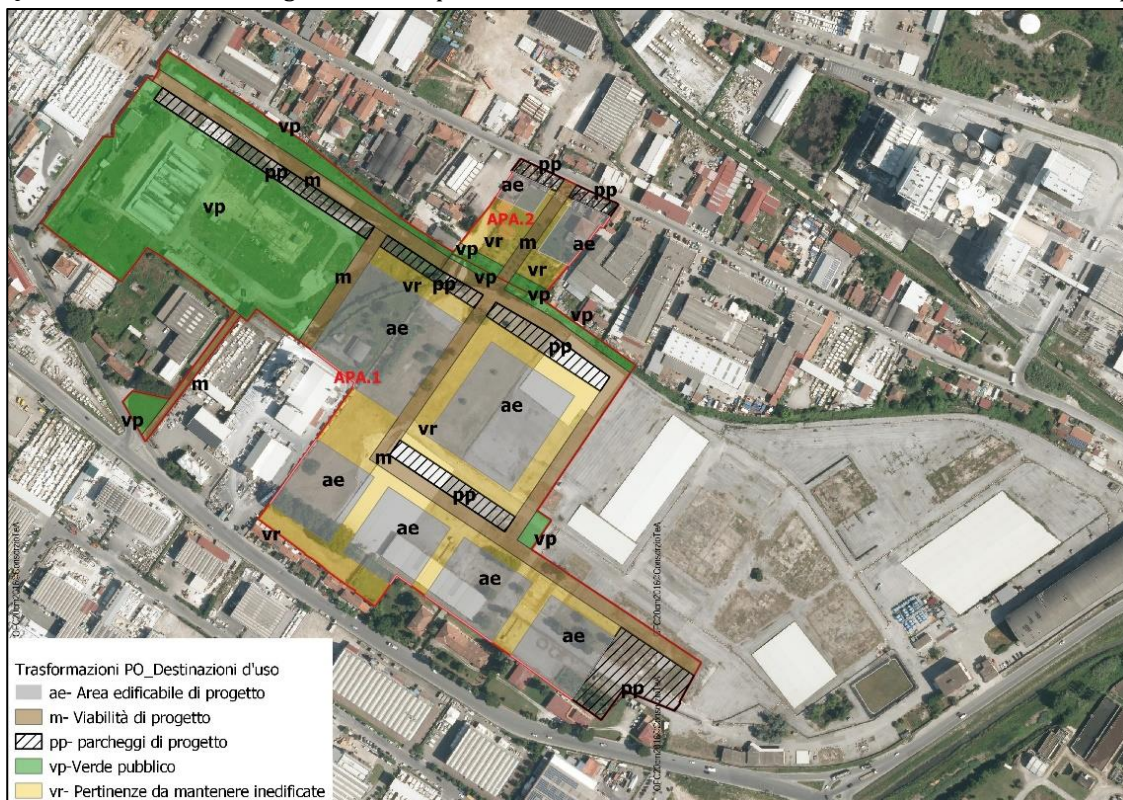 vp
pp
m
vp
pp
pp
ae
APA.2
vp
vr
m
ae
vp
vr
vp
vp
m
vr
pp
ae
pp
APA.1
m
vp
ae
vr
m
pp
ae
ae
vr
vp
ae
ae
pp
Trasformazioni PO_Destinazioni d'uso
ae- Area edificabile di progetto
m- Viabilità di progetto
pp- parcheggi di progetto
vp-Verde pubblico
vr- Pertinenze da mantenere inedificate